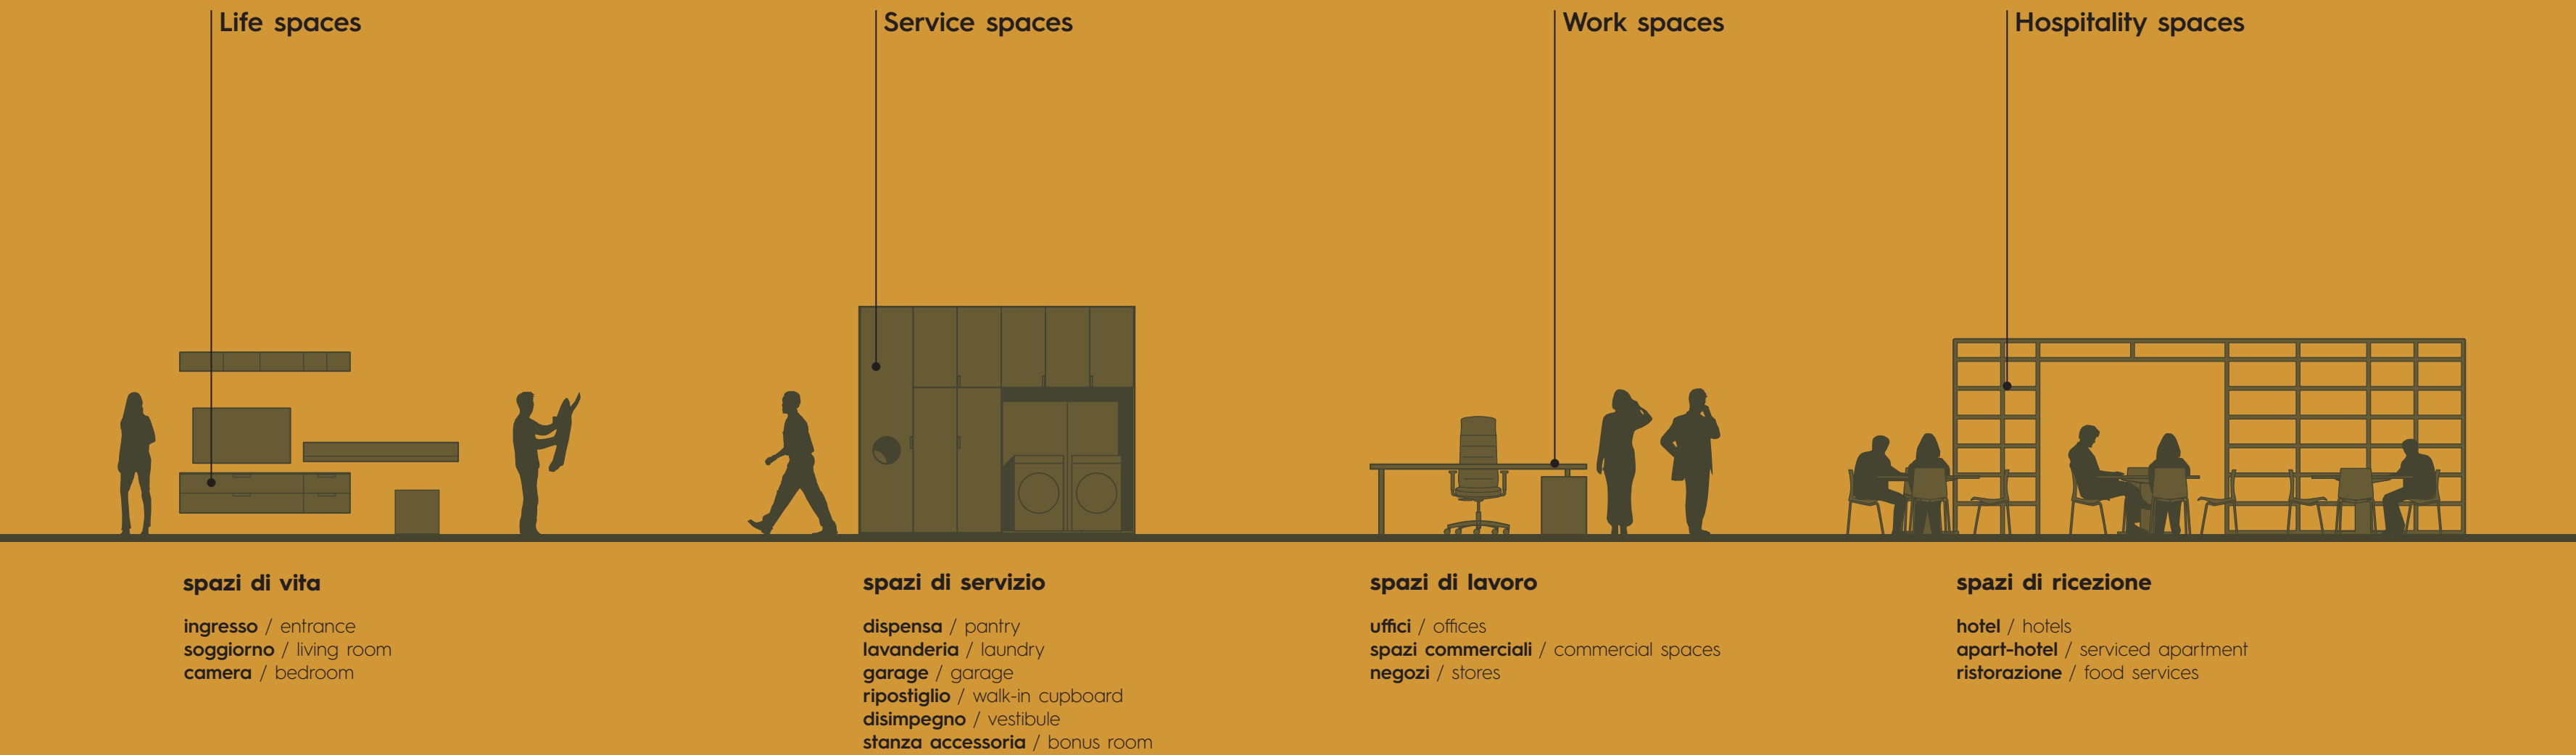 Life spaces
Service spaces
Work spaces
Hospitality spaces
spazi di vita
ingresso / entrance
soggiorno / living room
camera / bedroom
spazi di servizio
dispensa / pantry
lavanderia / laundry
garage / garage
ripostiglio / walk-in cupboard
disimpegno / vestibule
stanza accessoria / bonus room
spazi di lavoro
uffici / offices
spazi commerciali / commercial spaces
negozi / stores
spazi di ricezione
hotel / hotels
apart-hotel / serviced apartment
ristorazione / food services